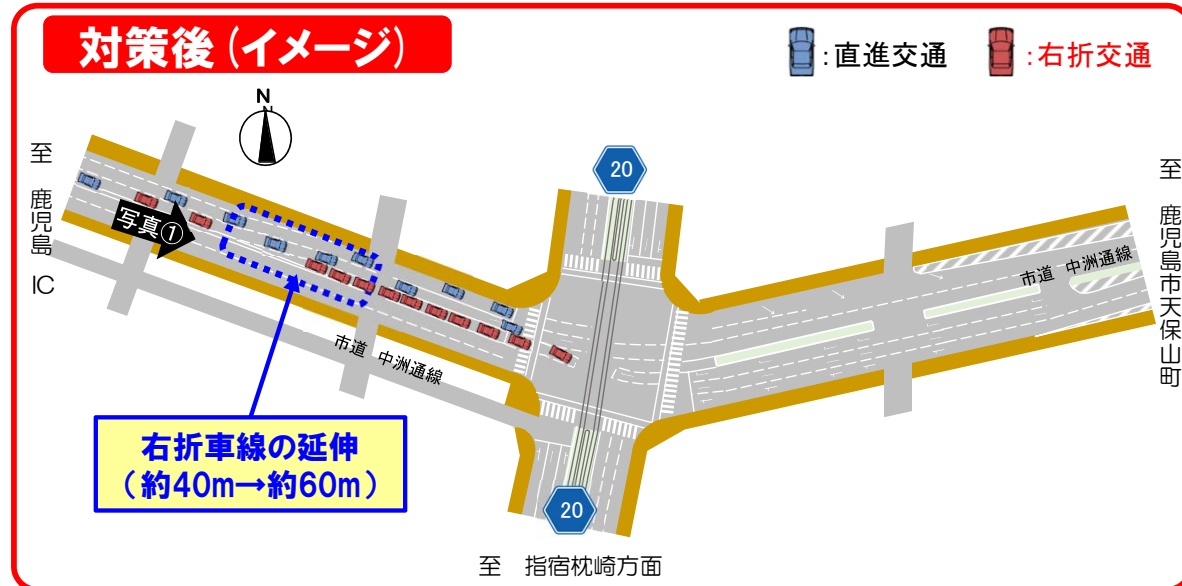 対策後(イメージ)
:直進交通
:右折交通
N
至 鹿児島 IC
写真①
20
市道 中洲通線
至 鹿児島市天保山町
市道 中洲通線
右折車線の延伸
(約40m→約60m)
20
至 指宿枕崎方面